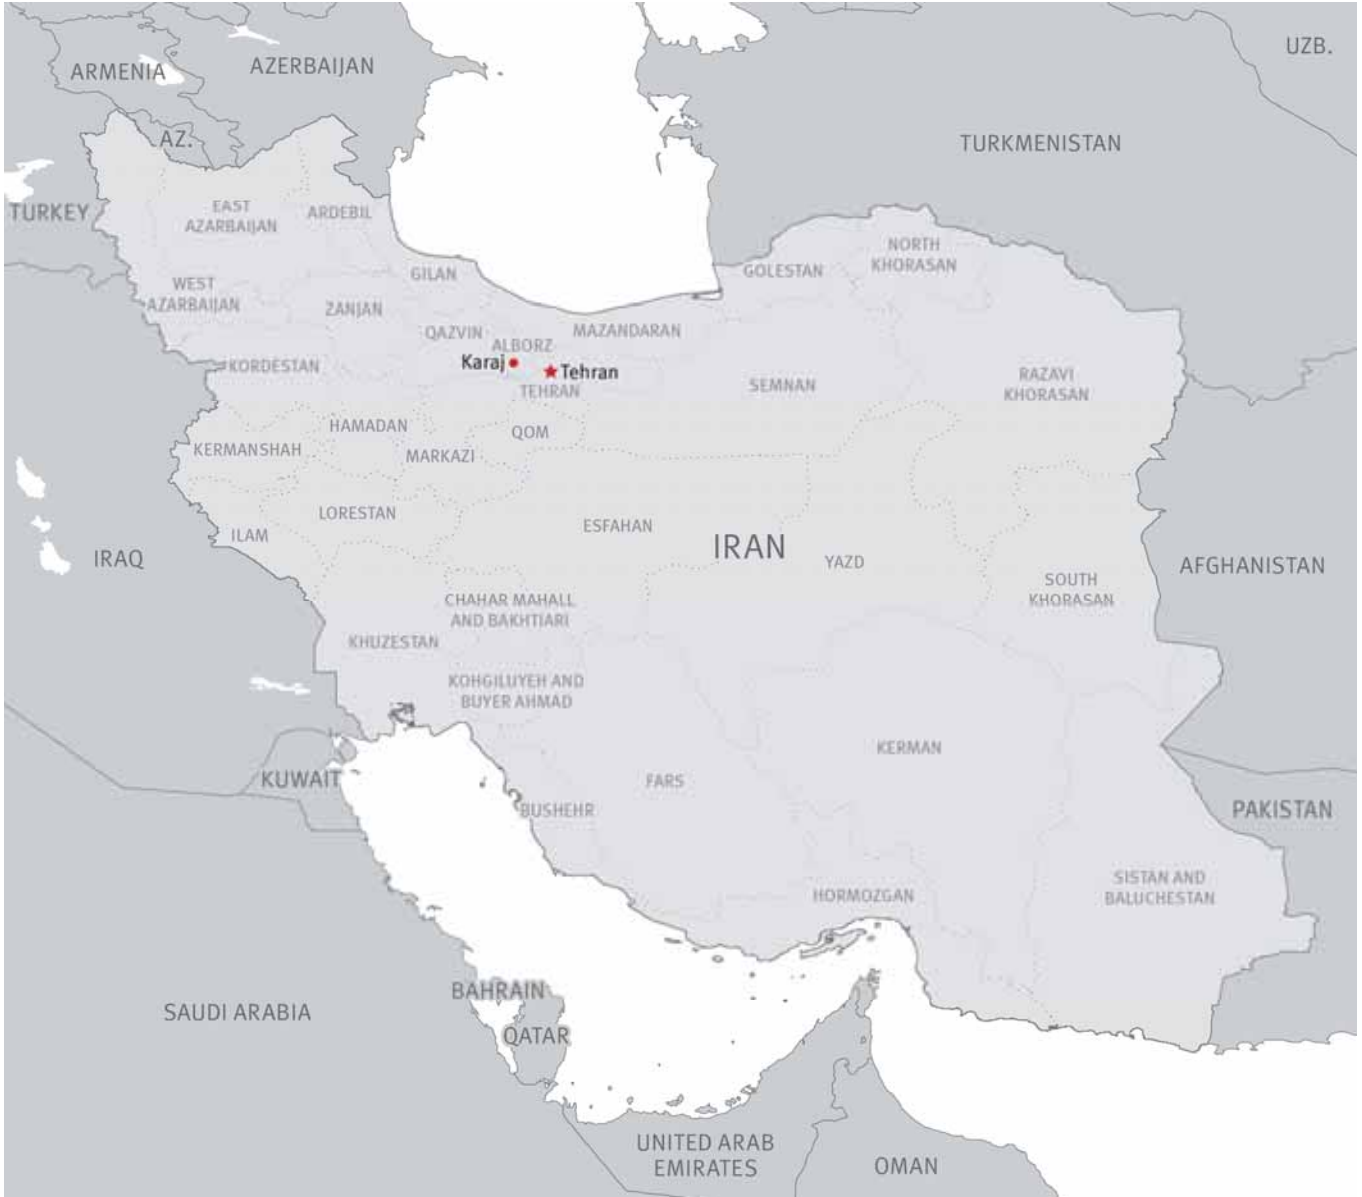 UZB.
ARMENIA
AZERBAIJAN
AZ.
TURKMENISTAN
TURKEY
EAST
AZARBAIJAN
ARDEBIL
NORTH
KHORASAN
GOLESTAN
GILAN
WEST
AZARBAIJAN
ZANJAN
QAZVIN
MAZANDARAN
ALBORZ
Karaj
Tehran
KORDESTAN
TEHRAN
SEMNAN
RAZAVI
KHORASAN
HAMADAN
QOM
KERMANSHAH
MARKAZI
LORESTAN
ESFAHAN
ILAM
IRAN
IRAQ
YAZD
AFGHANISTAN
SOUTH
KHORASAN
CHAHAR MAHALL
AND BAKHTIARI
KHUZESTAN
KOHGILUYEH AND
BUYER AHMAD
KERMAN
KUWAIT
FARS
BUSHEHR
PAKISTAN
SISTAN AND
BALUCHESTAN
HORMOZGAN
BAHRAIN
SAUDI ARABIA
QATAR
UNITED ARAB
EMIRATES
OMAN